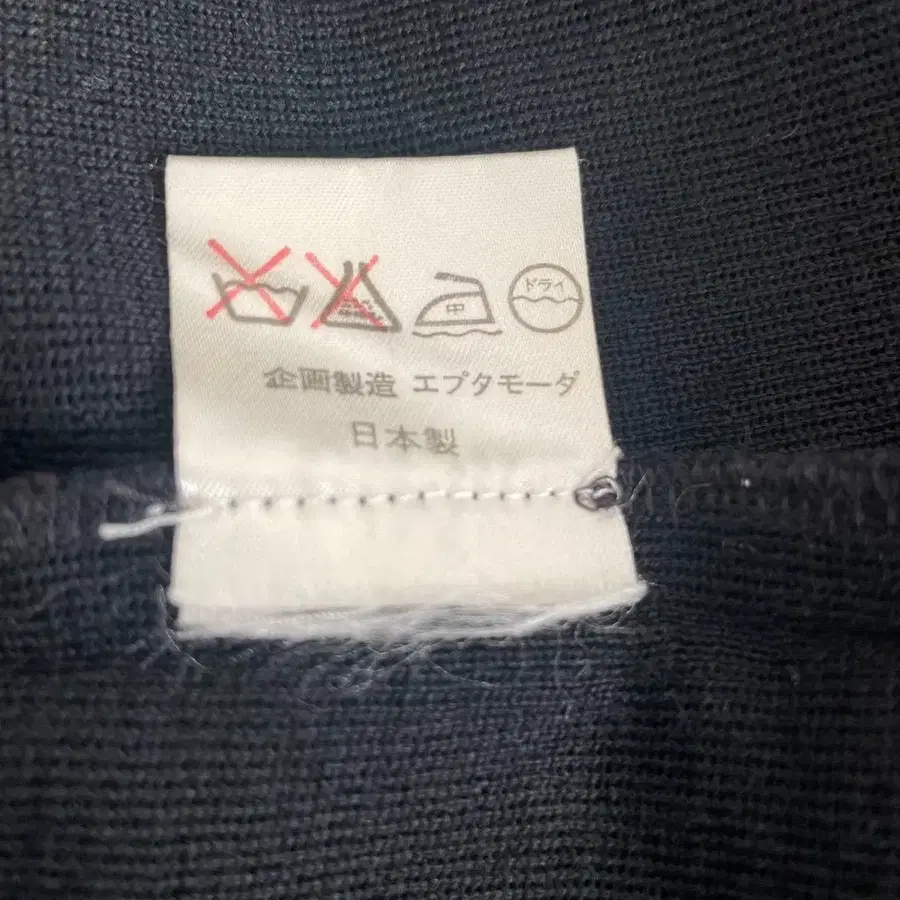 中 ドライ
企画製造 エプタモーダ
日本製